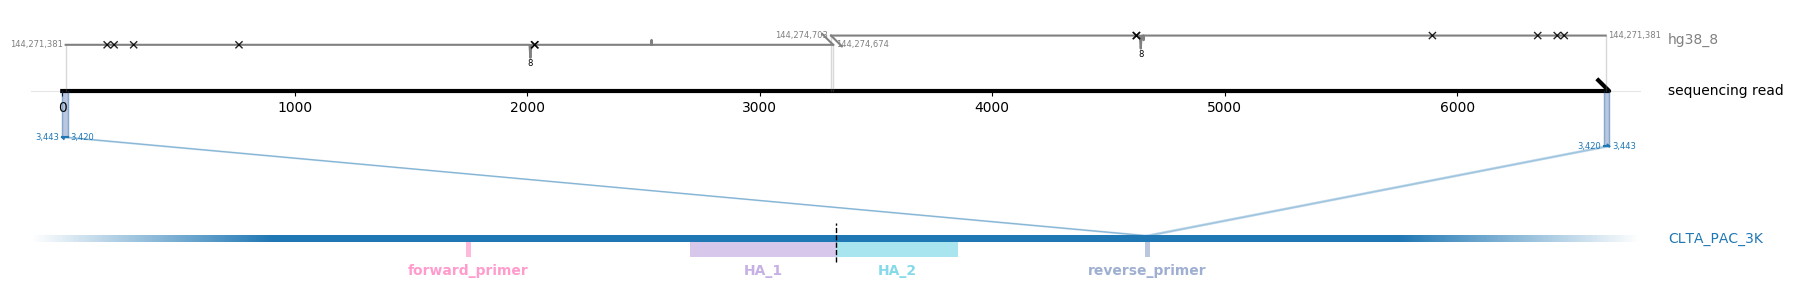 144,274,703
144,271,381
144,274,674
144,271,381
hg38_8
8
8
sequencing read
0
1000
2000
3000
4000
5000
6000
3,443
3,420
3,420
3,443
CLTA_PAC_3K
forward_primer
HA_1
HA_2
reverse_primer